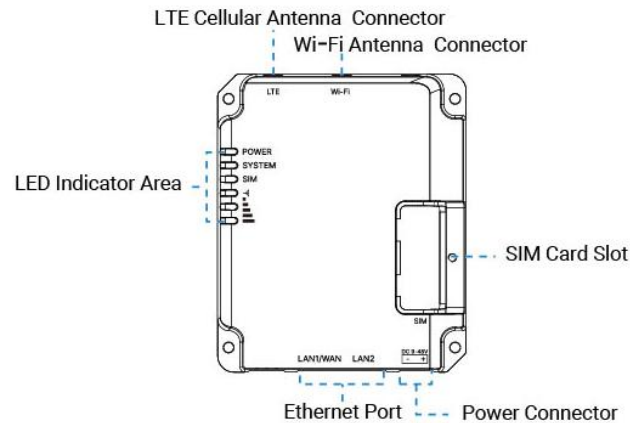 LTE Cellular Antenna Connector
Wi-Fi Antenna Connector
LTE
Wi-Fi
POWER
SYSTEM
SIM
LED Indicator Area
SIM Card Slot
SIM
LAN1/WAN
LAN2
DC:9-48V
- +
Ethernet Port
Power Connector